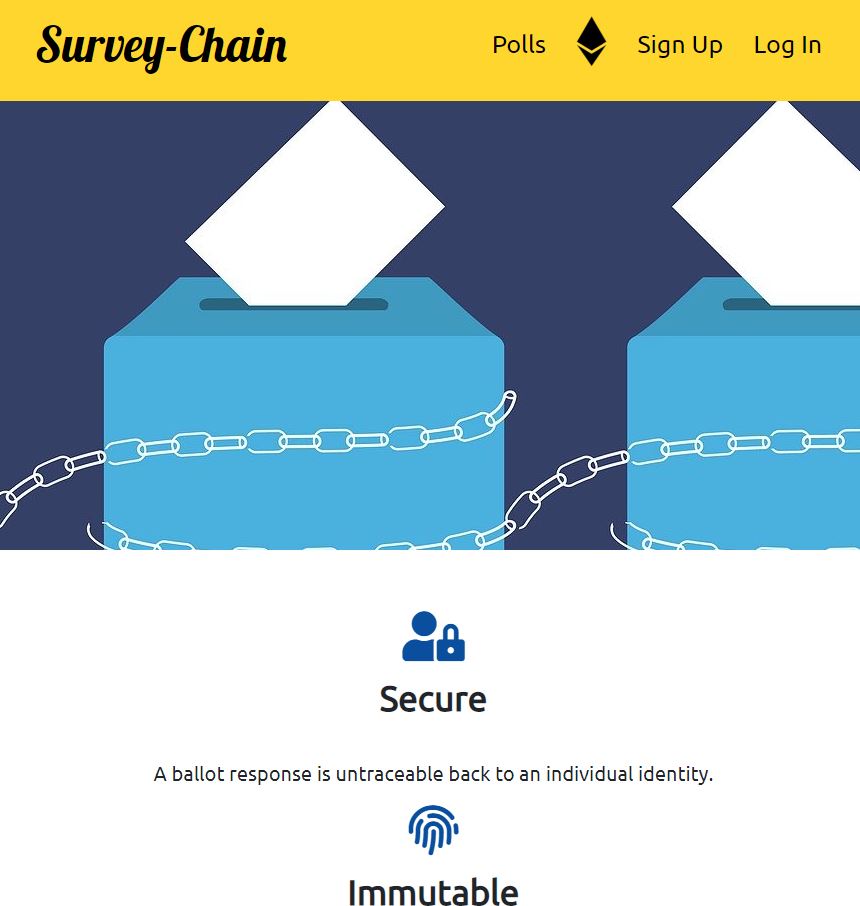 Survey-Chain
Polls
Sign Up
Log In
Secure
A ballot response is untraceable back to an individual identity.
Immutable